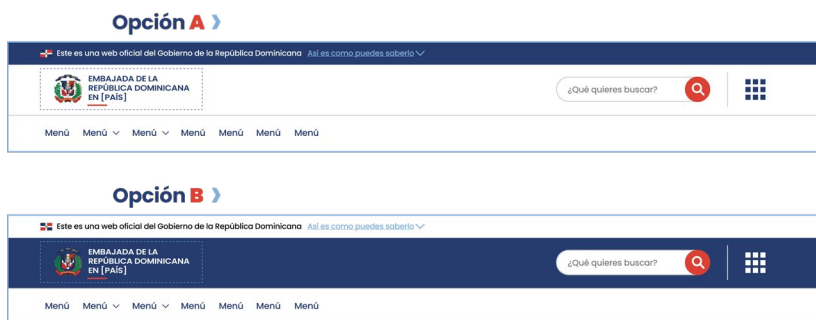 Opción A
Este es una web oficial del Gobierno de la República Dominicana Así es como puedes saberlo
EMBAJADA DE LA
REPÚBLICA DOMINICANA
EN [PAÍS]
¿Qué quieres buscar?
Menú Menú Menú Menú Menú Menú Menú
Opción B
Este es una web oficial del Gobierno de la República Dominicana Así es como puedes saberlo
EMBAJADA DE LA
REPÚBLICA DOMINICANA
EN [PAÍS]
¿Qué quieres buscar?
Menú Menú Menú Menú Menú Menú Menú